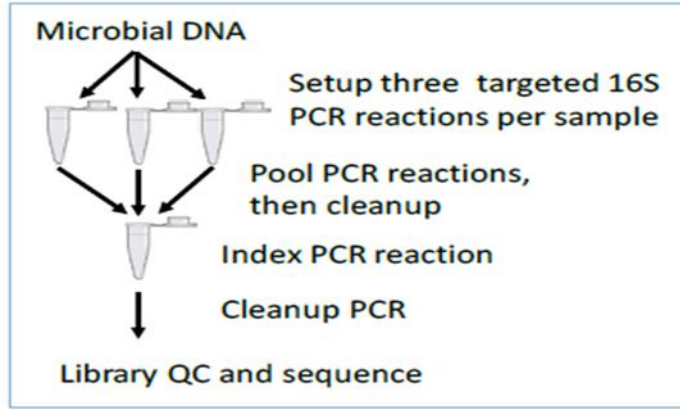 Microbial DNA
Setup three targeted 16S
PCR reactions per sample
Pool PCR reactions,
then cleanup
Index PCR reaction
Cleanup PCR
Library QC and sequence